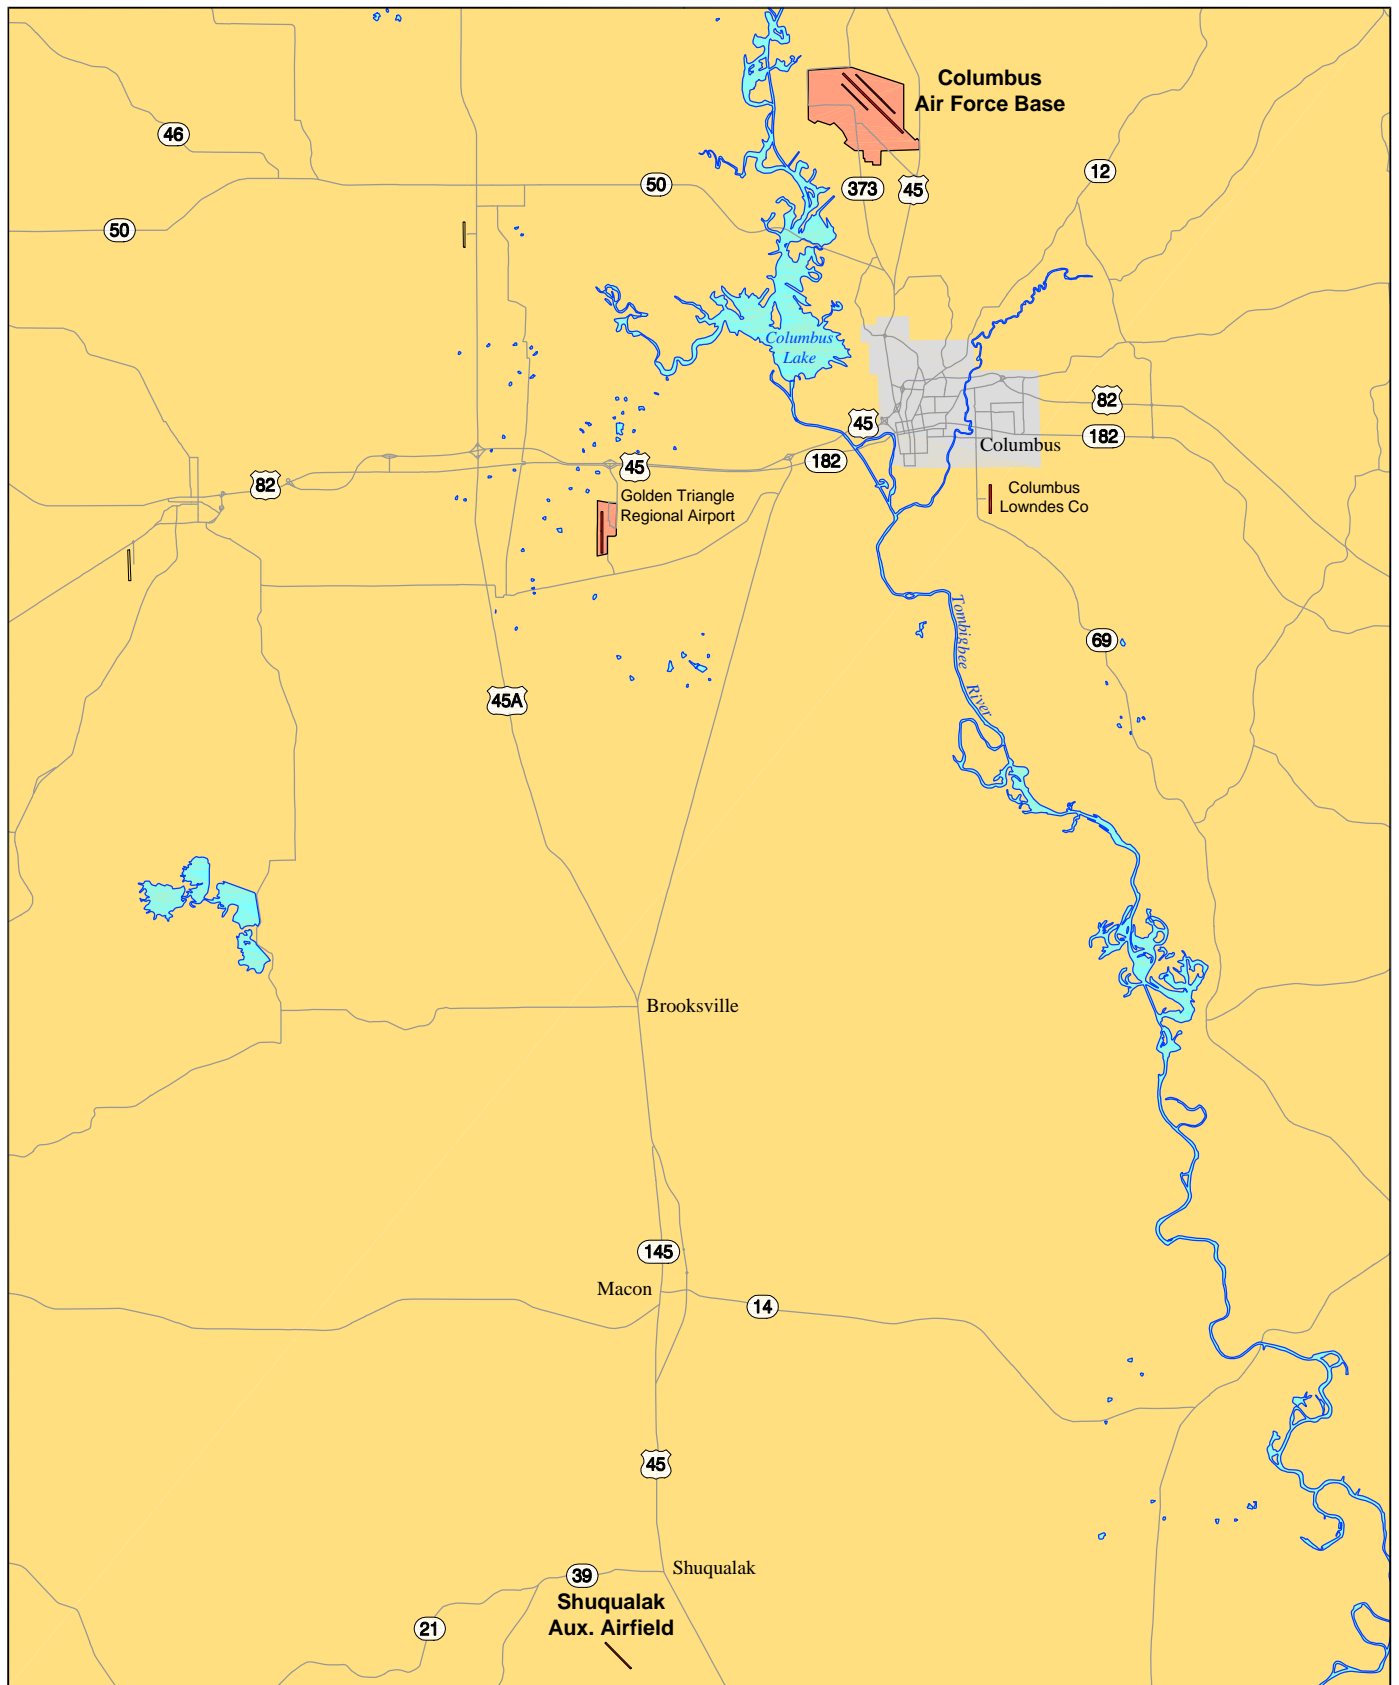 Columbus
Air Force Base
46
12
50
373
45
50
Columbus
Lake
82
45
182
Columbus
182
45
82
Golden Triangle
Regional Airport
Columbus
Lowndes Co
Tombigbee
River
69
45A
Brooksville
145
Macon
14
45
Shuqualak
39
Shuqualak
Aux. Airfield
21